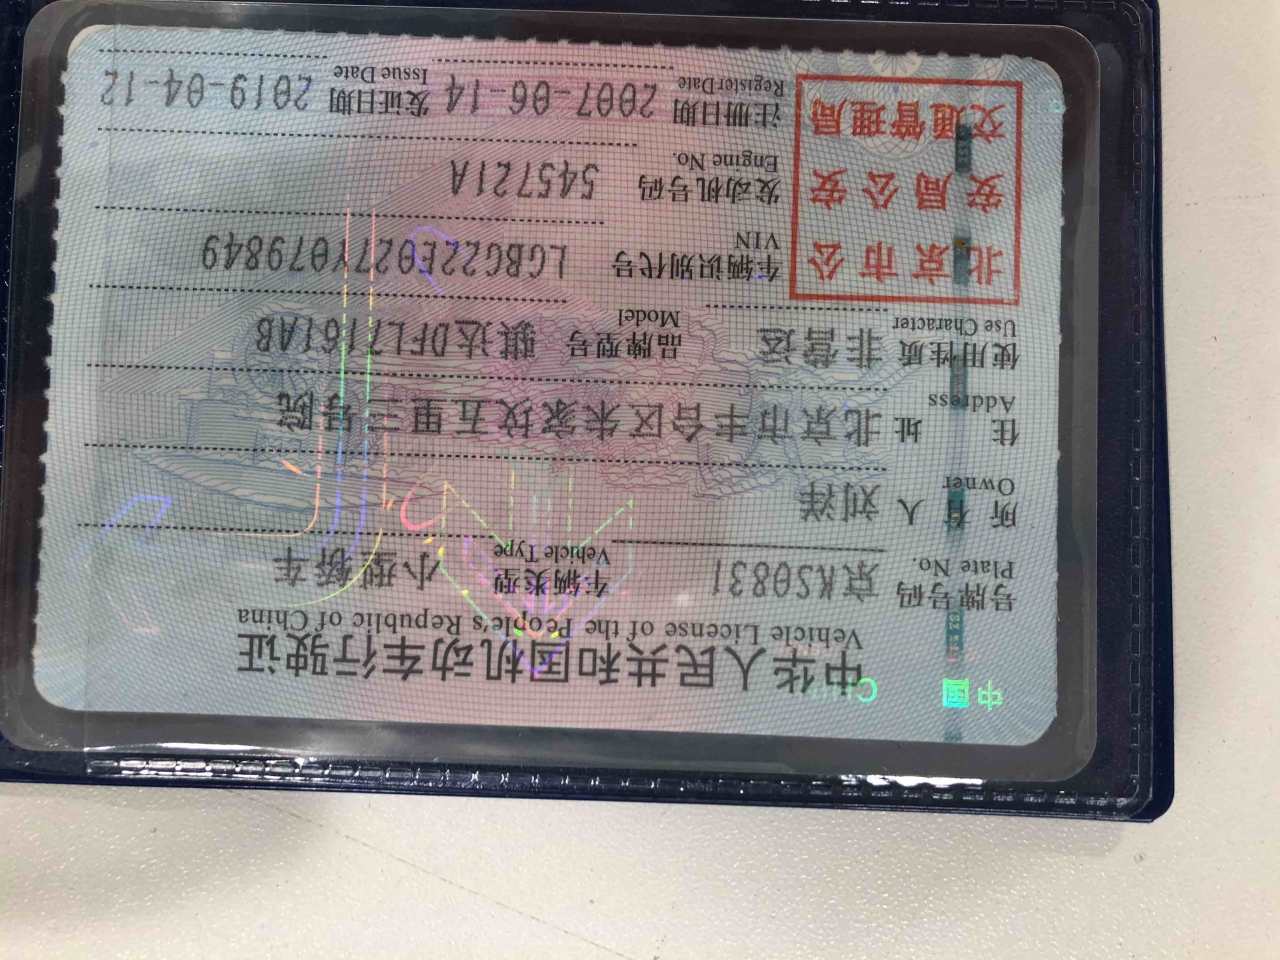 中国 CHINA
中华人民共和国机动车行驶证
Vehicle License of the People's Republic of China
号牌号码 Plate No. 京KS0831 车辆类型 Vehicle Type 小型轿车
所有人 Owner 刘洋
住址 Address 北京市丰台区朱家坟五里三号院
使用性质 Use Character 非营运 品牌型号 Model 骐达DFL7161AB
车辆识别代号 VIN LGBG22E027Y079849
发动机号码 Engine No. 545721A
注册日期 RegisterDate 2007-06-14 发证日期 Issue Date 2019-04-12
北京市公
安局公安
交通管理局